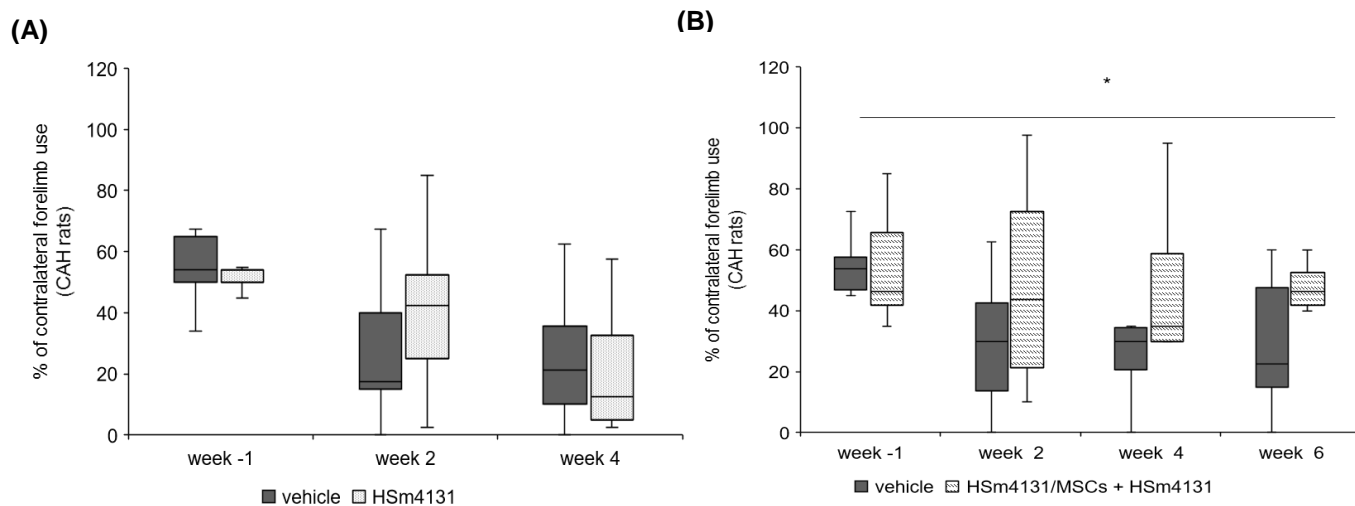 (A)
% of contralateral forelimb use
(CAH rats)
120
100
80
60
40
20
0
week -1
week 2
week 4
vehicle
HSm4131
(B)
% of contralateral forelimb use
(CAH rats)
120
100
80
60
40
20
0
*
week -1
week 2
week 4
week 6
vehicle
HSm4131/MSCs + HSm4131